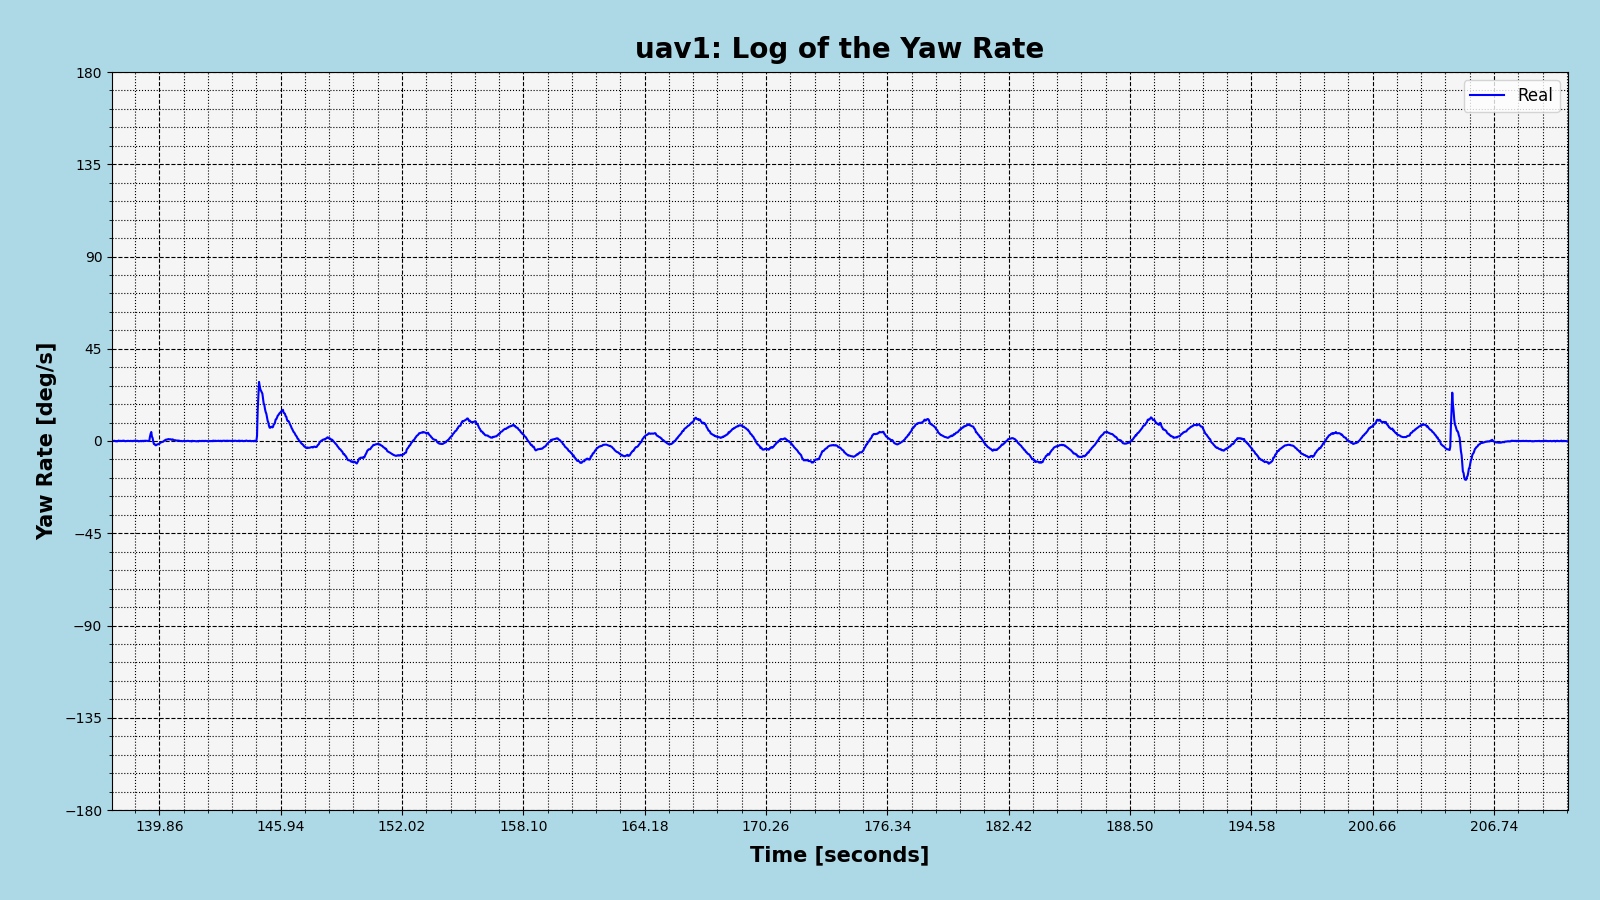 uav1: Log of the Yaw Rate
Real
Yaw Rate [deg/s]
180
135
90
45
0
−45
−90
−135
−180
139.86 145.94 152.02 158.10 164.18 170.26 176.34 182.42 188.50 194.58 200.66 206.74
Time [seconds]